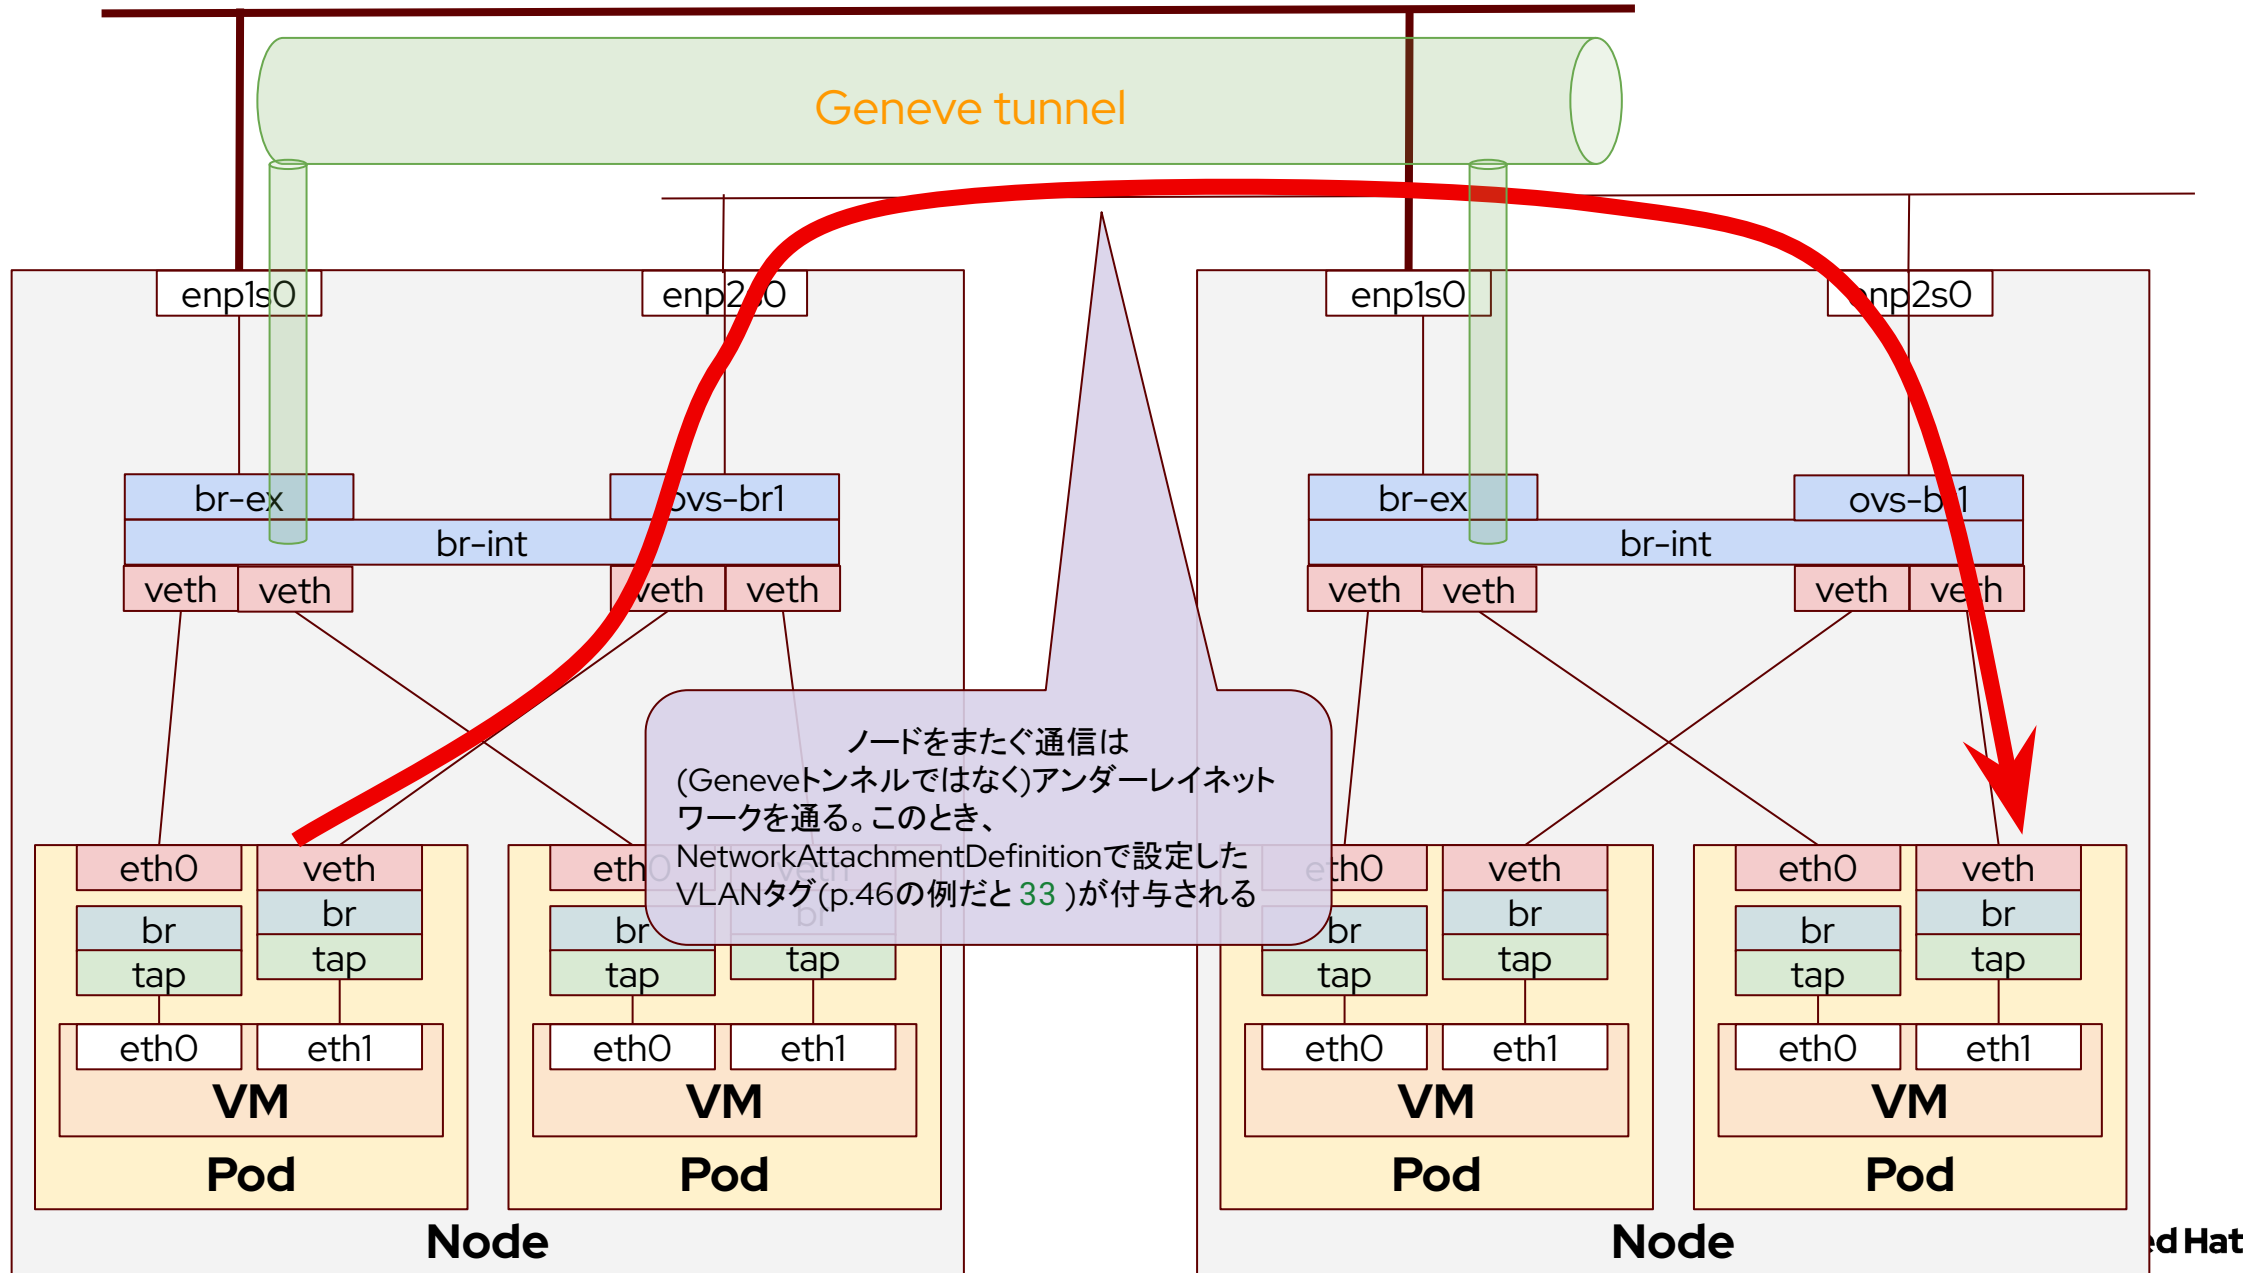 Geneve tunnel
enp1s0
enp2s0
enp1s0
enp2s0
br-ex
ovs-br1
br-ex
ovs-br1
br-int
br-int
veth
veth
veth
veth
veth
veth
veth
veth
ノードをまたぐ通信は
(Geneveトンネルではなく)アンダーレイネット
ワークを通る。このとき、
NetworkAttachmentDefinitionで設定した
VLANタグ(p.46の例だと 33 )が付与される
eth0
veth
eth0
veth
eth0
veth
eth0
veth
br
br
br
br
br
br
br
br
tap
tap
tap
tap
tap
tap
tap
tap
eth0
eth1
eth0
eth1
eth0
eth1
eth0
eth1
VM
VM
VM
VM
Pod
Pod
Pod
Pod
Node
Node
ed Hat